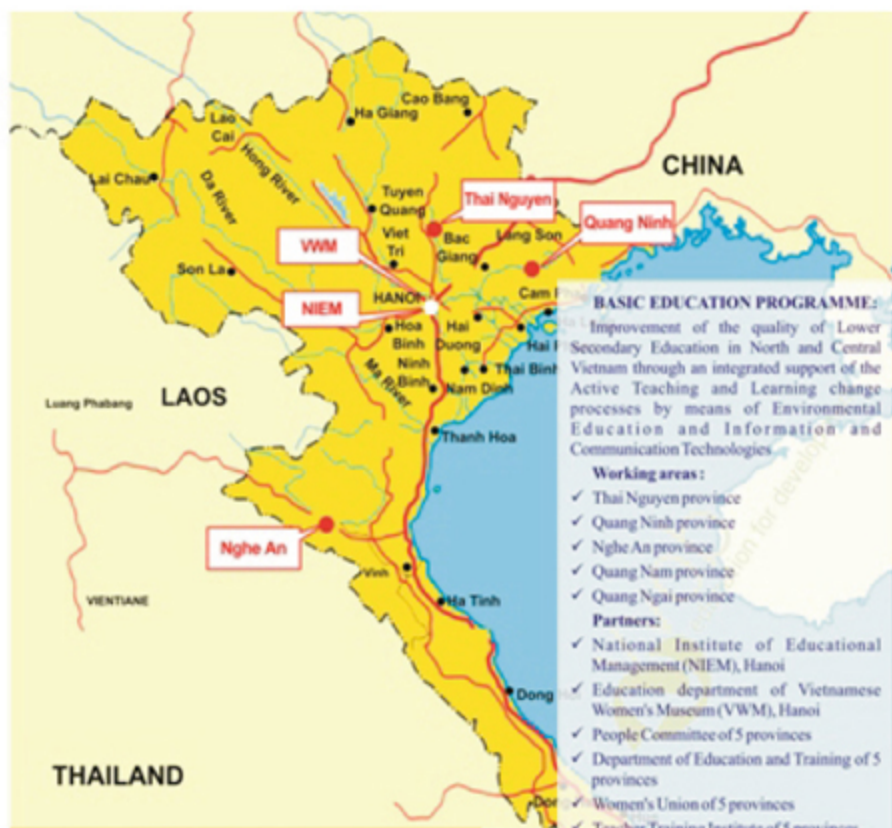 Cao Bang
Ha Giang
Lao
Cai
Hong River
CHINA
Lai Chau
Da River
Tuyen
Quang
Thai Nguyen
Quang Ninh
Viet
Tri
Bac
Giang
Lang Son
VWM
Son La
HANOI
NIEM
Cam
Hoa
Binh
Hai
Duong
Hai
Ninh
Binh
Thai Binh
Nam Dinh
Ma River
LAOS
Luang Phabang
Thanh Hoa
Nghe An
Vinh
VIENTIANE
Ha Tinh
Dong
THAILAND
BASIC EDUCATION PROGRAMME:
Improvement of the quality of Lower
Secondary Education in North and Central
Vietnam through an integrated support of the
Active Teaching and Learning change
processes by means of Environmental
Education and Information and
Communication Technologies
Working areas :
✓ Thai Nguyen province
✓ Quang Ninh province
✓ Nghe An province
✓ Quang Nam province
✓ Quang Ngai province
Partners:
✓ National Institute of Educational
Management (NIEM), Hanoi
✓ Education department of Vietnamese
Women's Museum (VWM), Hanoi
✓ People Committee of 5 provinces
✓ Department of Education and Training of 5
provinces
✓ Women's Union of 5 provinces
✓ Teacher Training Institute of 5 provinces